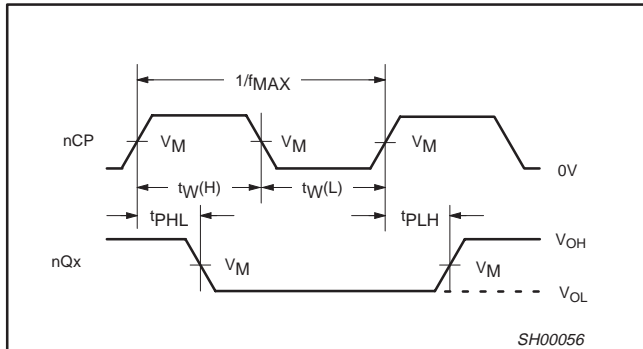 1/fMAX
nCP
VM
VM
VM
0V
tW(H)
tW(L)
tPHL
tPLH
VOH
nQx
VM
VM
VOL
SH00056